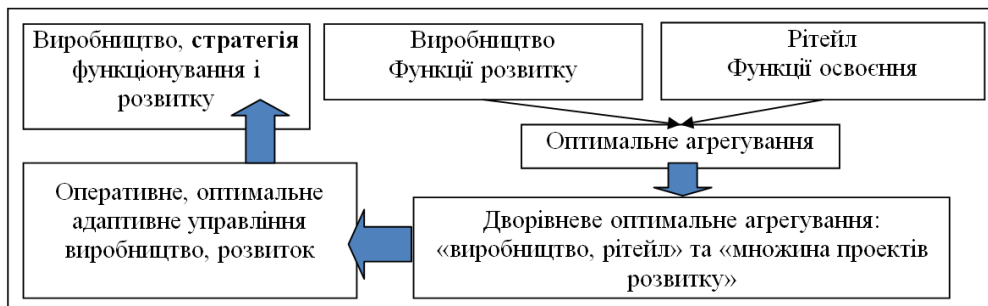 Виробництво, стратегія
функціонування і
розвитку
Виробництво
Функції розвитку
Рітейл
Функції освоєння
Оптимальне агрегування
Оперативне, оптимальне
адаптивне управління
виробництво, розвиток
Дворівневе оптимальне агрегування:
«виробництво, рітейл» та «множина проектів
розвитку»